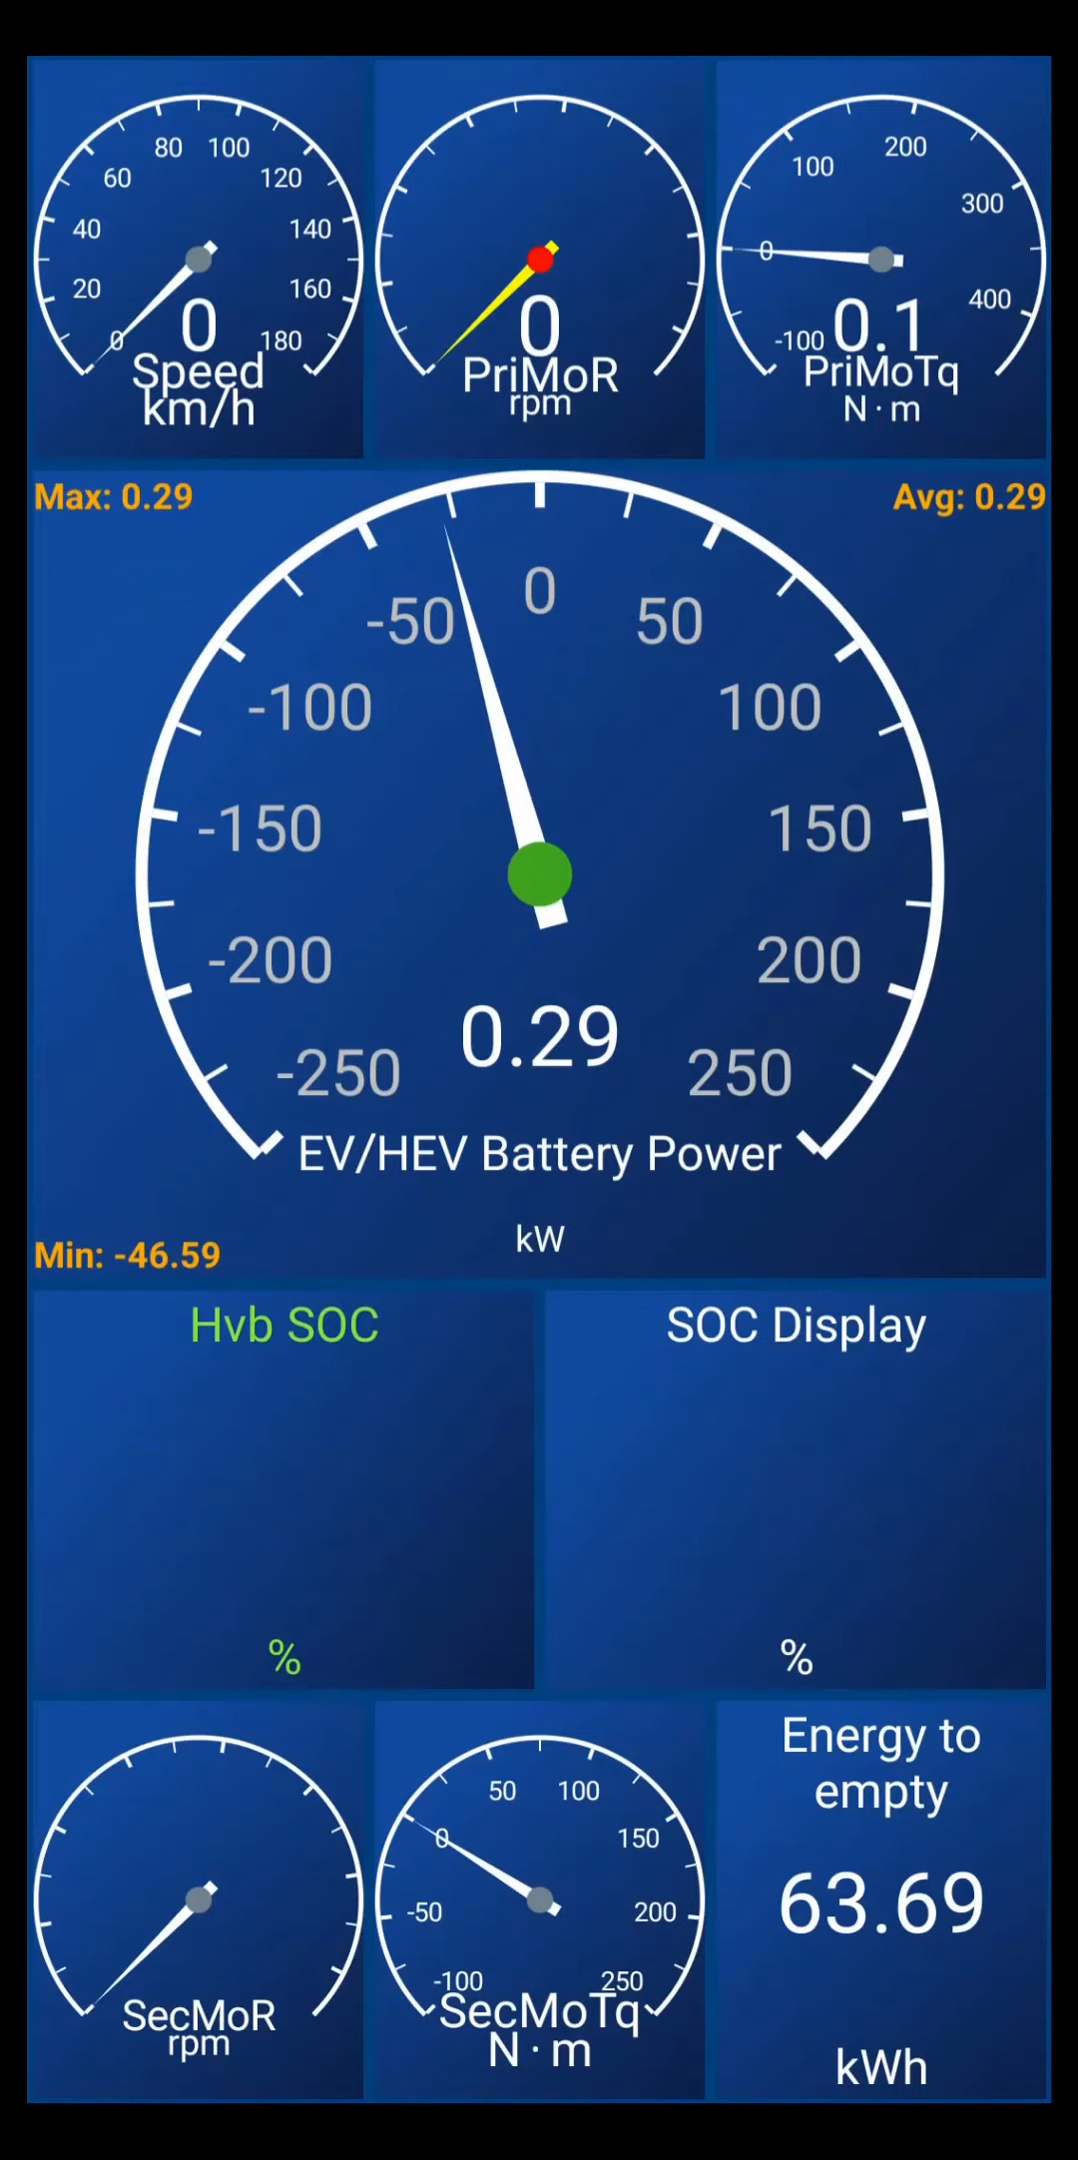 80 100
60 120
40 140
20 160
0 180
0
Speed
km/h
0
PriMoR
rpm
200
100
300
0
400
-100
0.1
PriMoTq
N·m
Max: 0.29
Avg: 0.29
0
-50 50
-100 100
-150 150
-200 200
-250 250
0.29
EV/HEV Battery Power
kW
Min: -46.59
Hvb SOC
%
SOC Display
%
SecMoR
rpm
50 100
0 150
-50 200
-100 250
SecMoTq
N·m
Energy to
empty
63.69
kWh